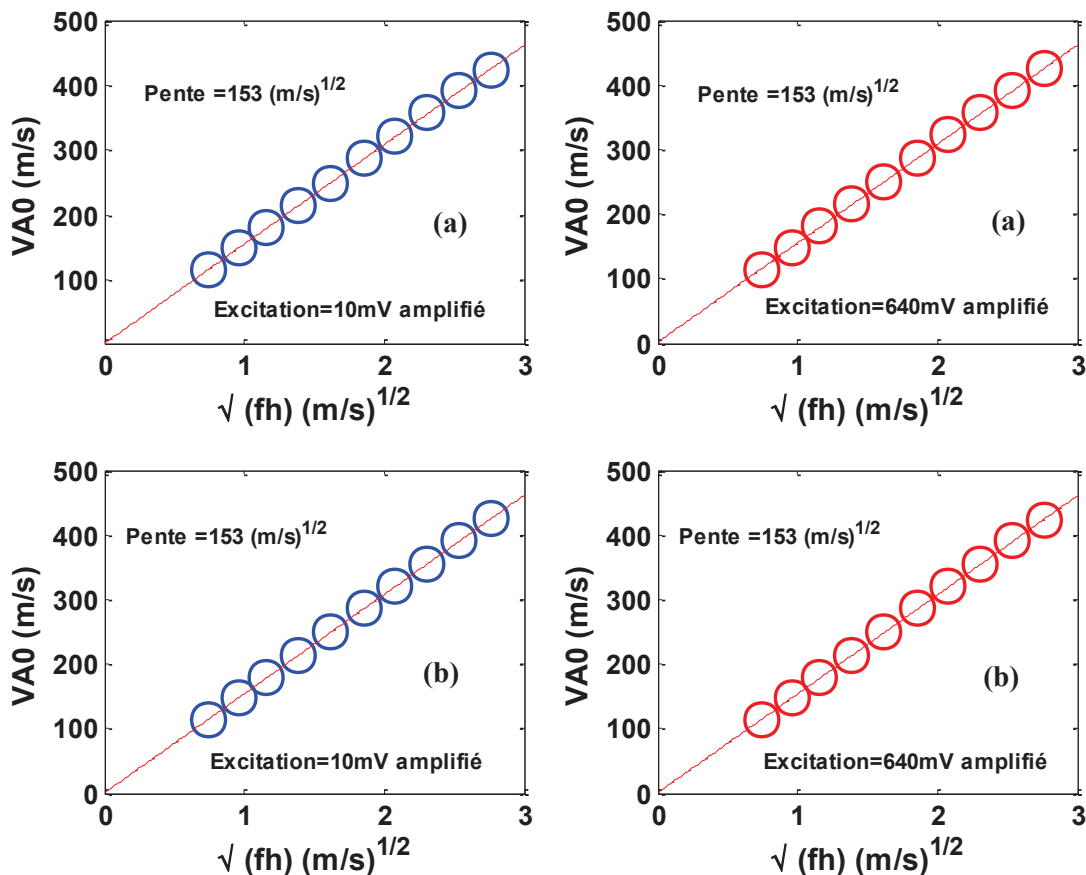 500
400
300
200
100
0
VA0 (m/s)
Pente =153 (m/s)^1/2
(a)
Excitation=10mV amplifié
0 1 2 3
√ (fh) (m/s)^1/2
500
400
300
200
100
0
VA0 (m/s)
Pente =153 (m/s)^1/2
(a)
Excitation=640mV amplifié
0 1 2 3
√ (fh) (m/s)^1/2
500
400
300
200
100
0
VA0 (m/s)
Pente =153 (m/s)^1/2
(b)
Excitation=10mV amplifié
0 1 2 3
√ (fh) (m/s)^1/2
500
400
300
200
100
0
VA0 (m/s)
Pente =153 (m/s)^1/2
(b)
Excitation=640mV amplifié
0 1 2 3
√ (fh) (m/s)^1/2